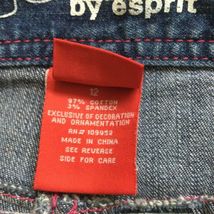 by esprit
12
97% COTTON
3% SPANDEX
EXCLUSIVE OF DECORATION
AND ORNAMENTATION
RN# 109952
MADE IN CHINA
SEE REVERSE
SIDE FOR CARE